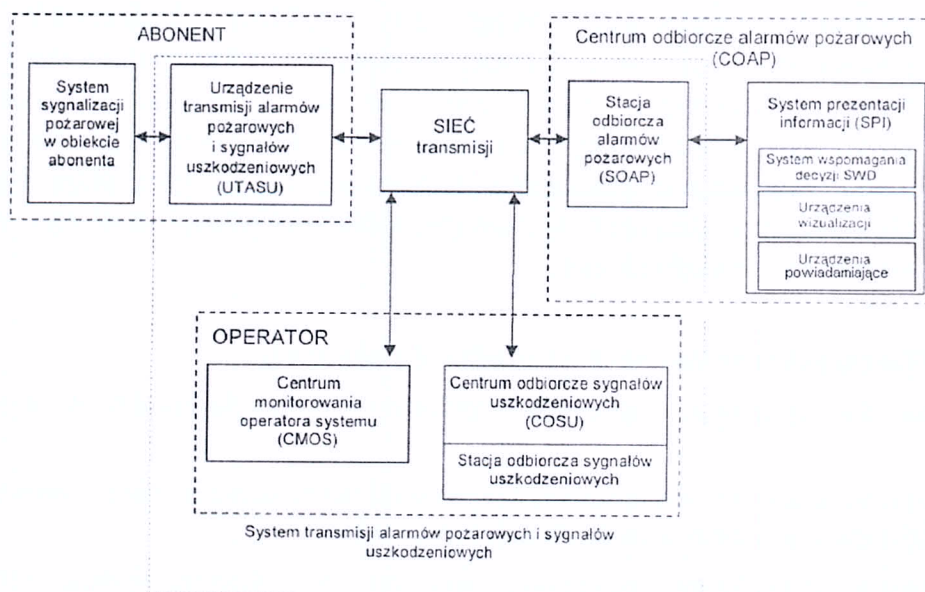 ABONENT
System
sygnalizacji
pożarowej
w obiekcie
abonenta
Urządzenie
transmisji alarmów
pożarowych
i sygnałów
uszkodzeniowych
(UTASU)
SIEĆ
transmisji
Centrum odbiorcze alarmów pożarowych
(COAP)
Stacja
odbiorcza
alarmów
pożarowych
(SOAP)
System prezentacji
informacji (SPI)
System wspomagania
decyzji SWD
Urządzenia
wizualizacji
Urządzenia
powiadamiające
OPERATOR
Centrum
monitorowania
operatora systemu
(CMOS)
Centrum odbiorcze sygnałów
uszkodzeniowych
(COSU)
Stacja odbiorcza sygnałów
uszkodzeniowych
System transmisji alarmów pożarowych i sygnałów
uszkodzeniowych